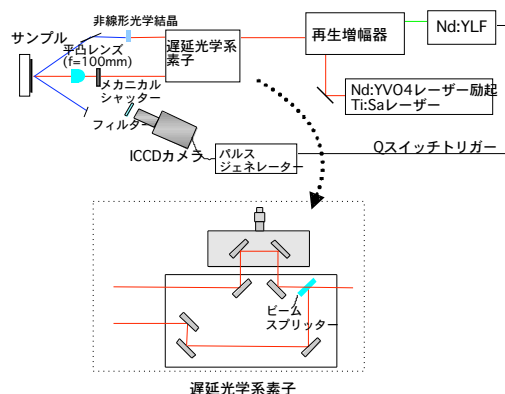 非線形光学結晶
サンプル
平凸レンズ
(f=100mm)
遅延光学系
素子
再生増幅器
Nd:YLF
メカニカル
シャッター
Nd:YVO4レーザー励起
Ti:Saレーザー
フィルター
ICCDカメラ
パルス
ジェネレーター
Qスイッチトリガー
ビーム
スプリッター
遅延光学系素子